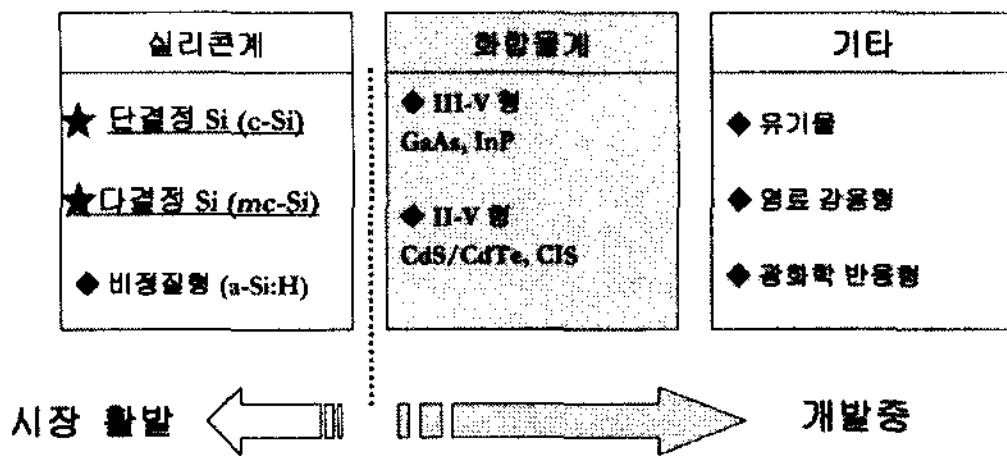 실리콘계
★ 단결정 Si (c-Si)
★ 다결정 Si (mc-Si)
◆ 비정질형 (a-Si:H)
화합물계
◆ III-V 형
GaAs, InP
◆ II-V 형
CdS/CdTe, CIS
기타
◆ 유기물
◆ 염료 감응형
◆ 광화학 반응형
시장 활발
개발중